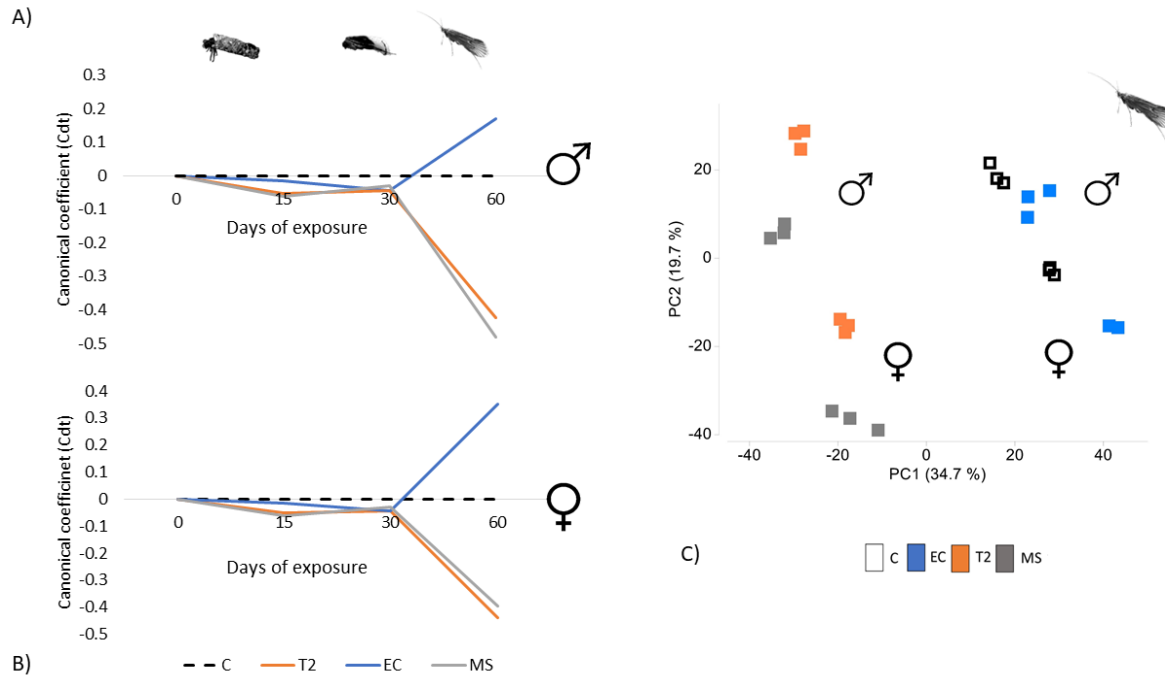 A)
0.3
0.2
0.1
0
-0.1
-0.2
-0.3
-0.4
-0.5
Canonical coefficient (Cdt)
0 15 30 60
Days of exposure
0.4
0.3
0.2
0.1
0
-0.1
-0.2
-0.3
-0.4
-0.5
Canonical coefficinet (Cdt)
0 15 30 60
Days of exposure
B)
C T2 EC MS
♂
♀
20
0
-20
-40
PC2 (19.7 %)
♂ ♂
♀ ♀
-40 -20 0 20 40
PC1 (34.7 %)
C)
C EC T2 MS